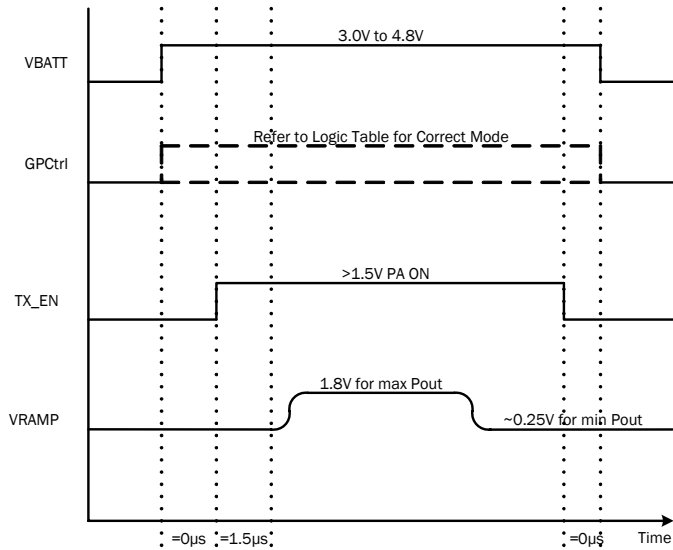 3.0V to 4.8V
VBATT
Refer to Logic Table for Correct Mode
GPCtrl
>1.5V PA ON
TX_EN
1.8V for max Pout
VRAMP
~0.25V for min Pout
=0µs =1.5µs =0µs Time